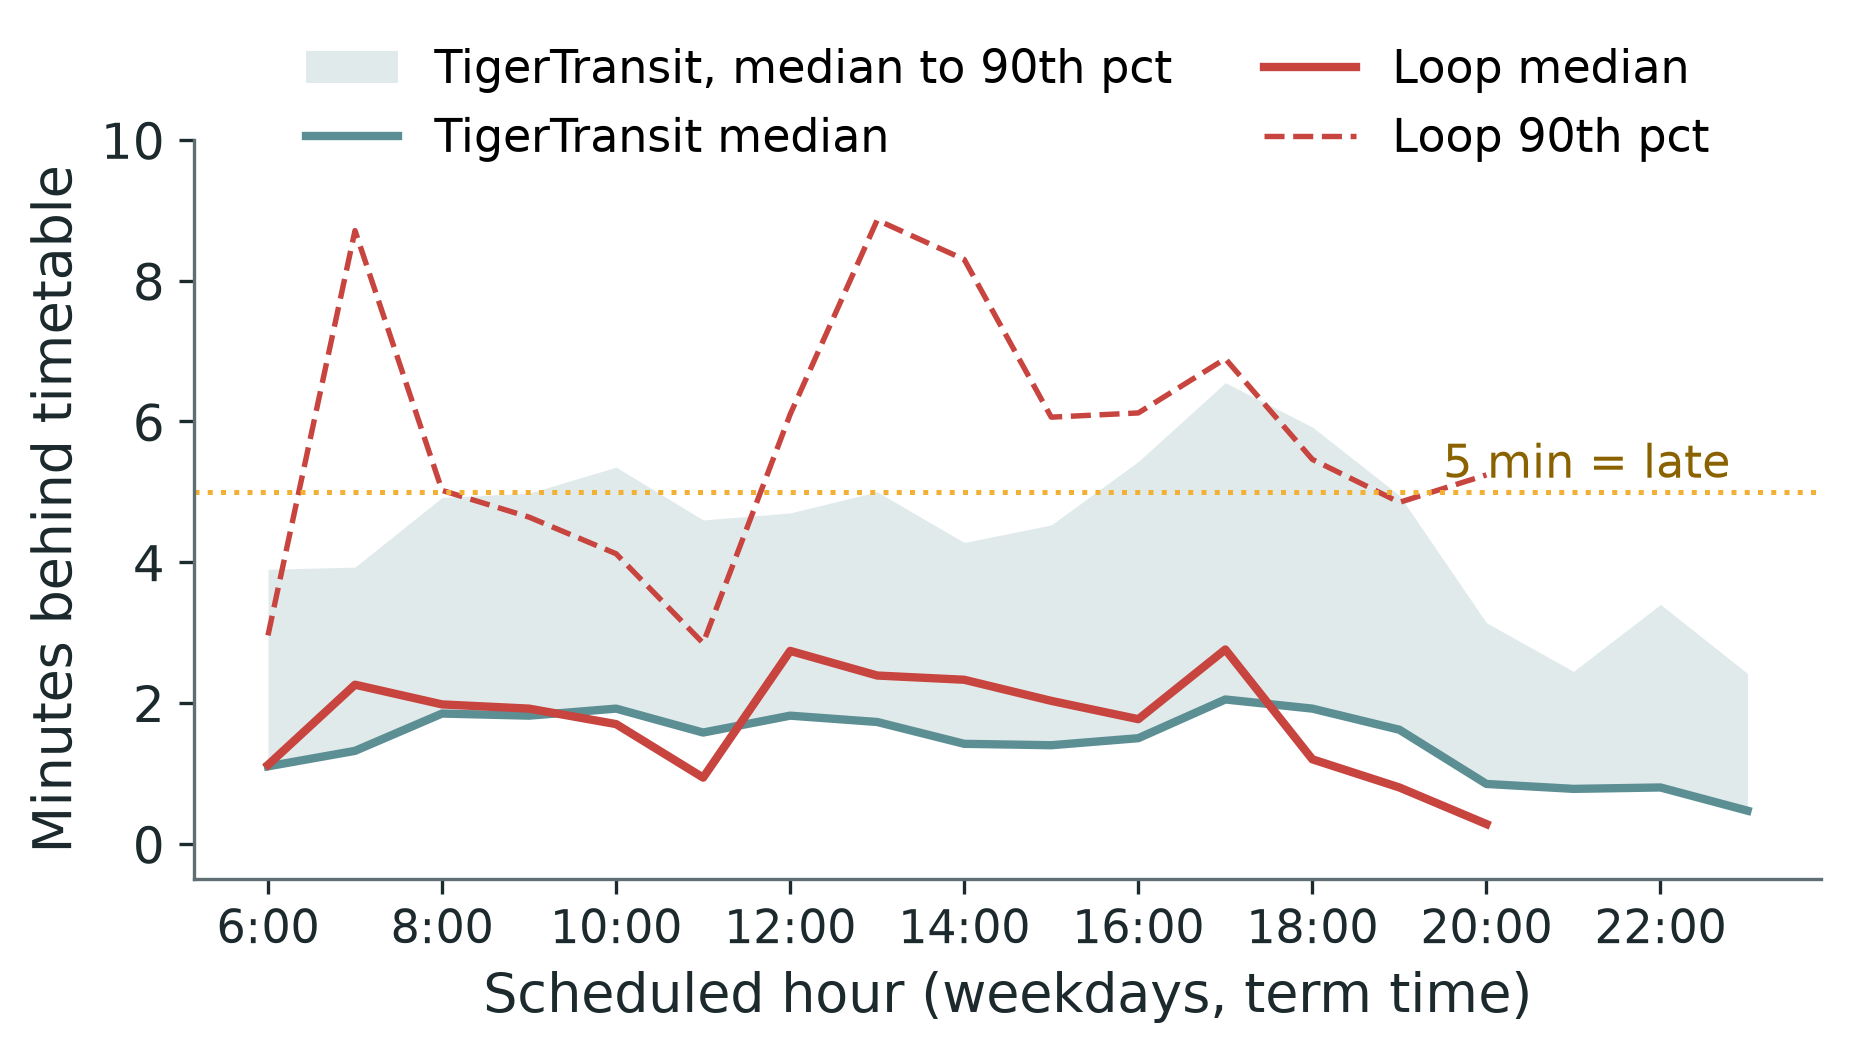 TigerTransit, median to 90th pct
TigerTransit median
Loop median
Loop 90th pct
Minutes behind timetable
10
8
6
4
2
0
5 min = late
6:00 8:00 10:00 12:00 14:00 16:00 18:00 20:00 22:00
Scheduled hour (weekdays, term time)